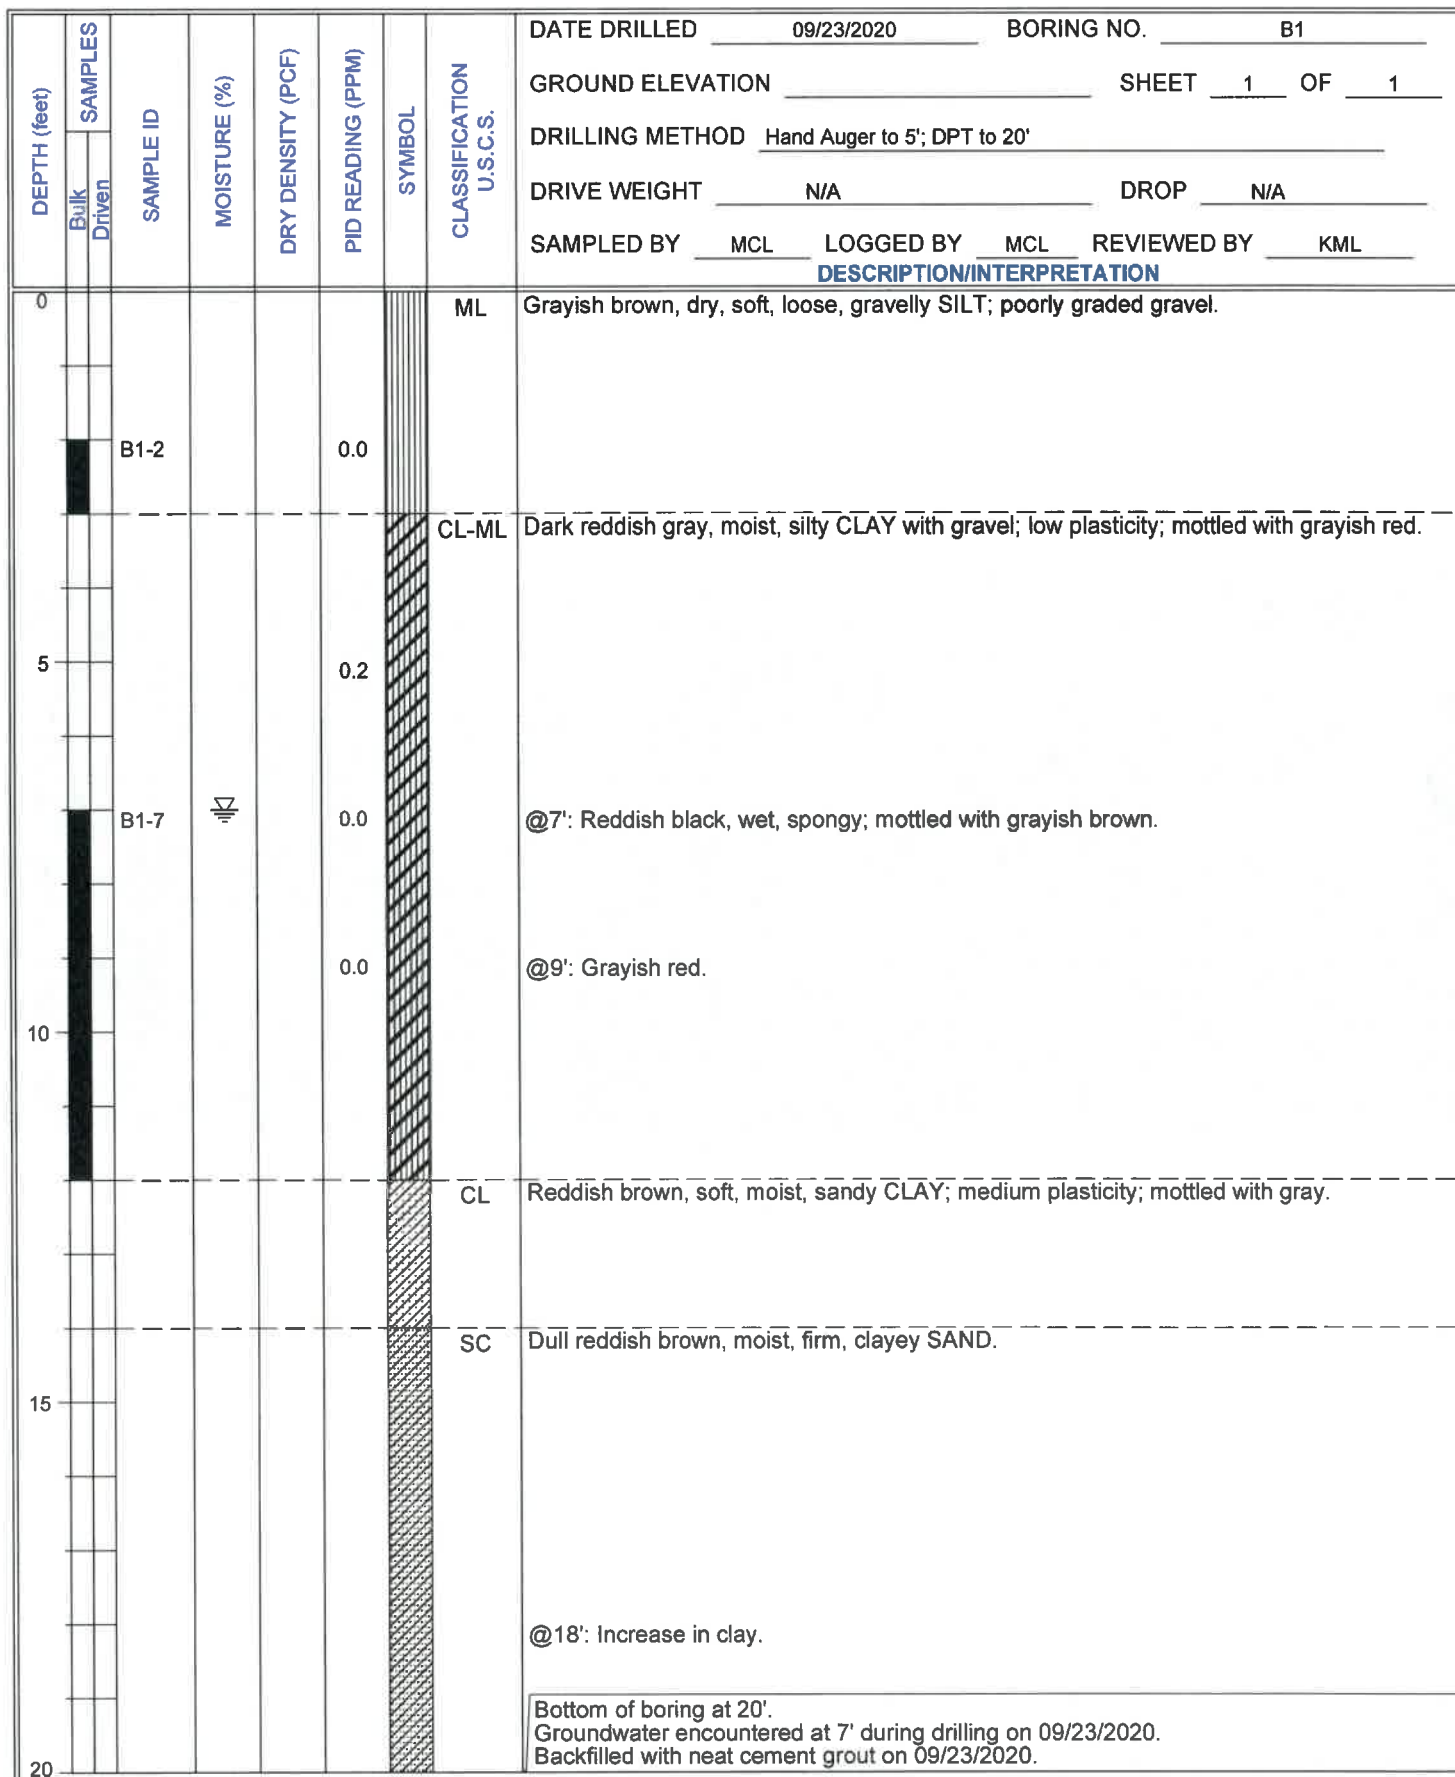 DEPTH (feet)
SAMPLES
Bulk
Driven
SAMPLE ID
MOISTURE (%)
DRY DENSITY (PCF)
PID READING (PPM)
SYMBOL
CLASSIFICATION
U.S.C.S.
DATE DRILLED 09/23/2020 BORING NO. B1
GROUND ELEVATION SHEET 1 OF 1
DRILLING METHOD Hand Auger to 5'; DPT to 20'
DRIVE WEIGHT N/A DROP N/A
SAMPLED BY MCL LOGGED BY MCL REVIEWED BY KML
DESCRIPTION/INTERPRETATION
0 ML Grayish brown, dry, soft, loose, gravelly SILT; poorly graded gravel.
B1-2 0.0
CL-ML Dark reddish gray, moist, silty CLAY with gravel; low plasticity; mottled with grayish red.
5 0.2
B1-7 0.0 @7': Reddish black, wet, spongy; mottled with grayish brown.
0.0 @9': Grayish red.
10
CL Reddish brown, soft, moist, sandy CLAY; medium plasticity; mottled with gray.
SC Dull reddish brown, moist, firm, clayey SAND.
15
@18': Increase in clay.
Bottom of boring at 20'.
Groundwater encountered at 7' during drilling on 09/23/2020.
Backfilled with neat cement grout on 09/23/2020.
20